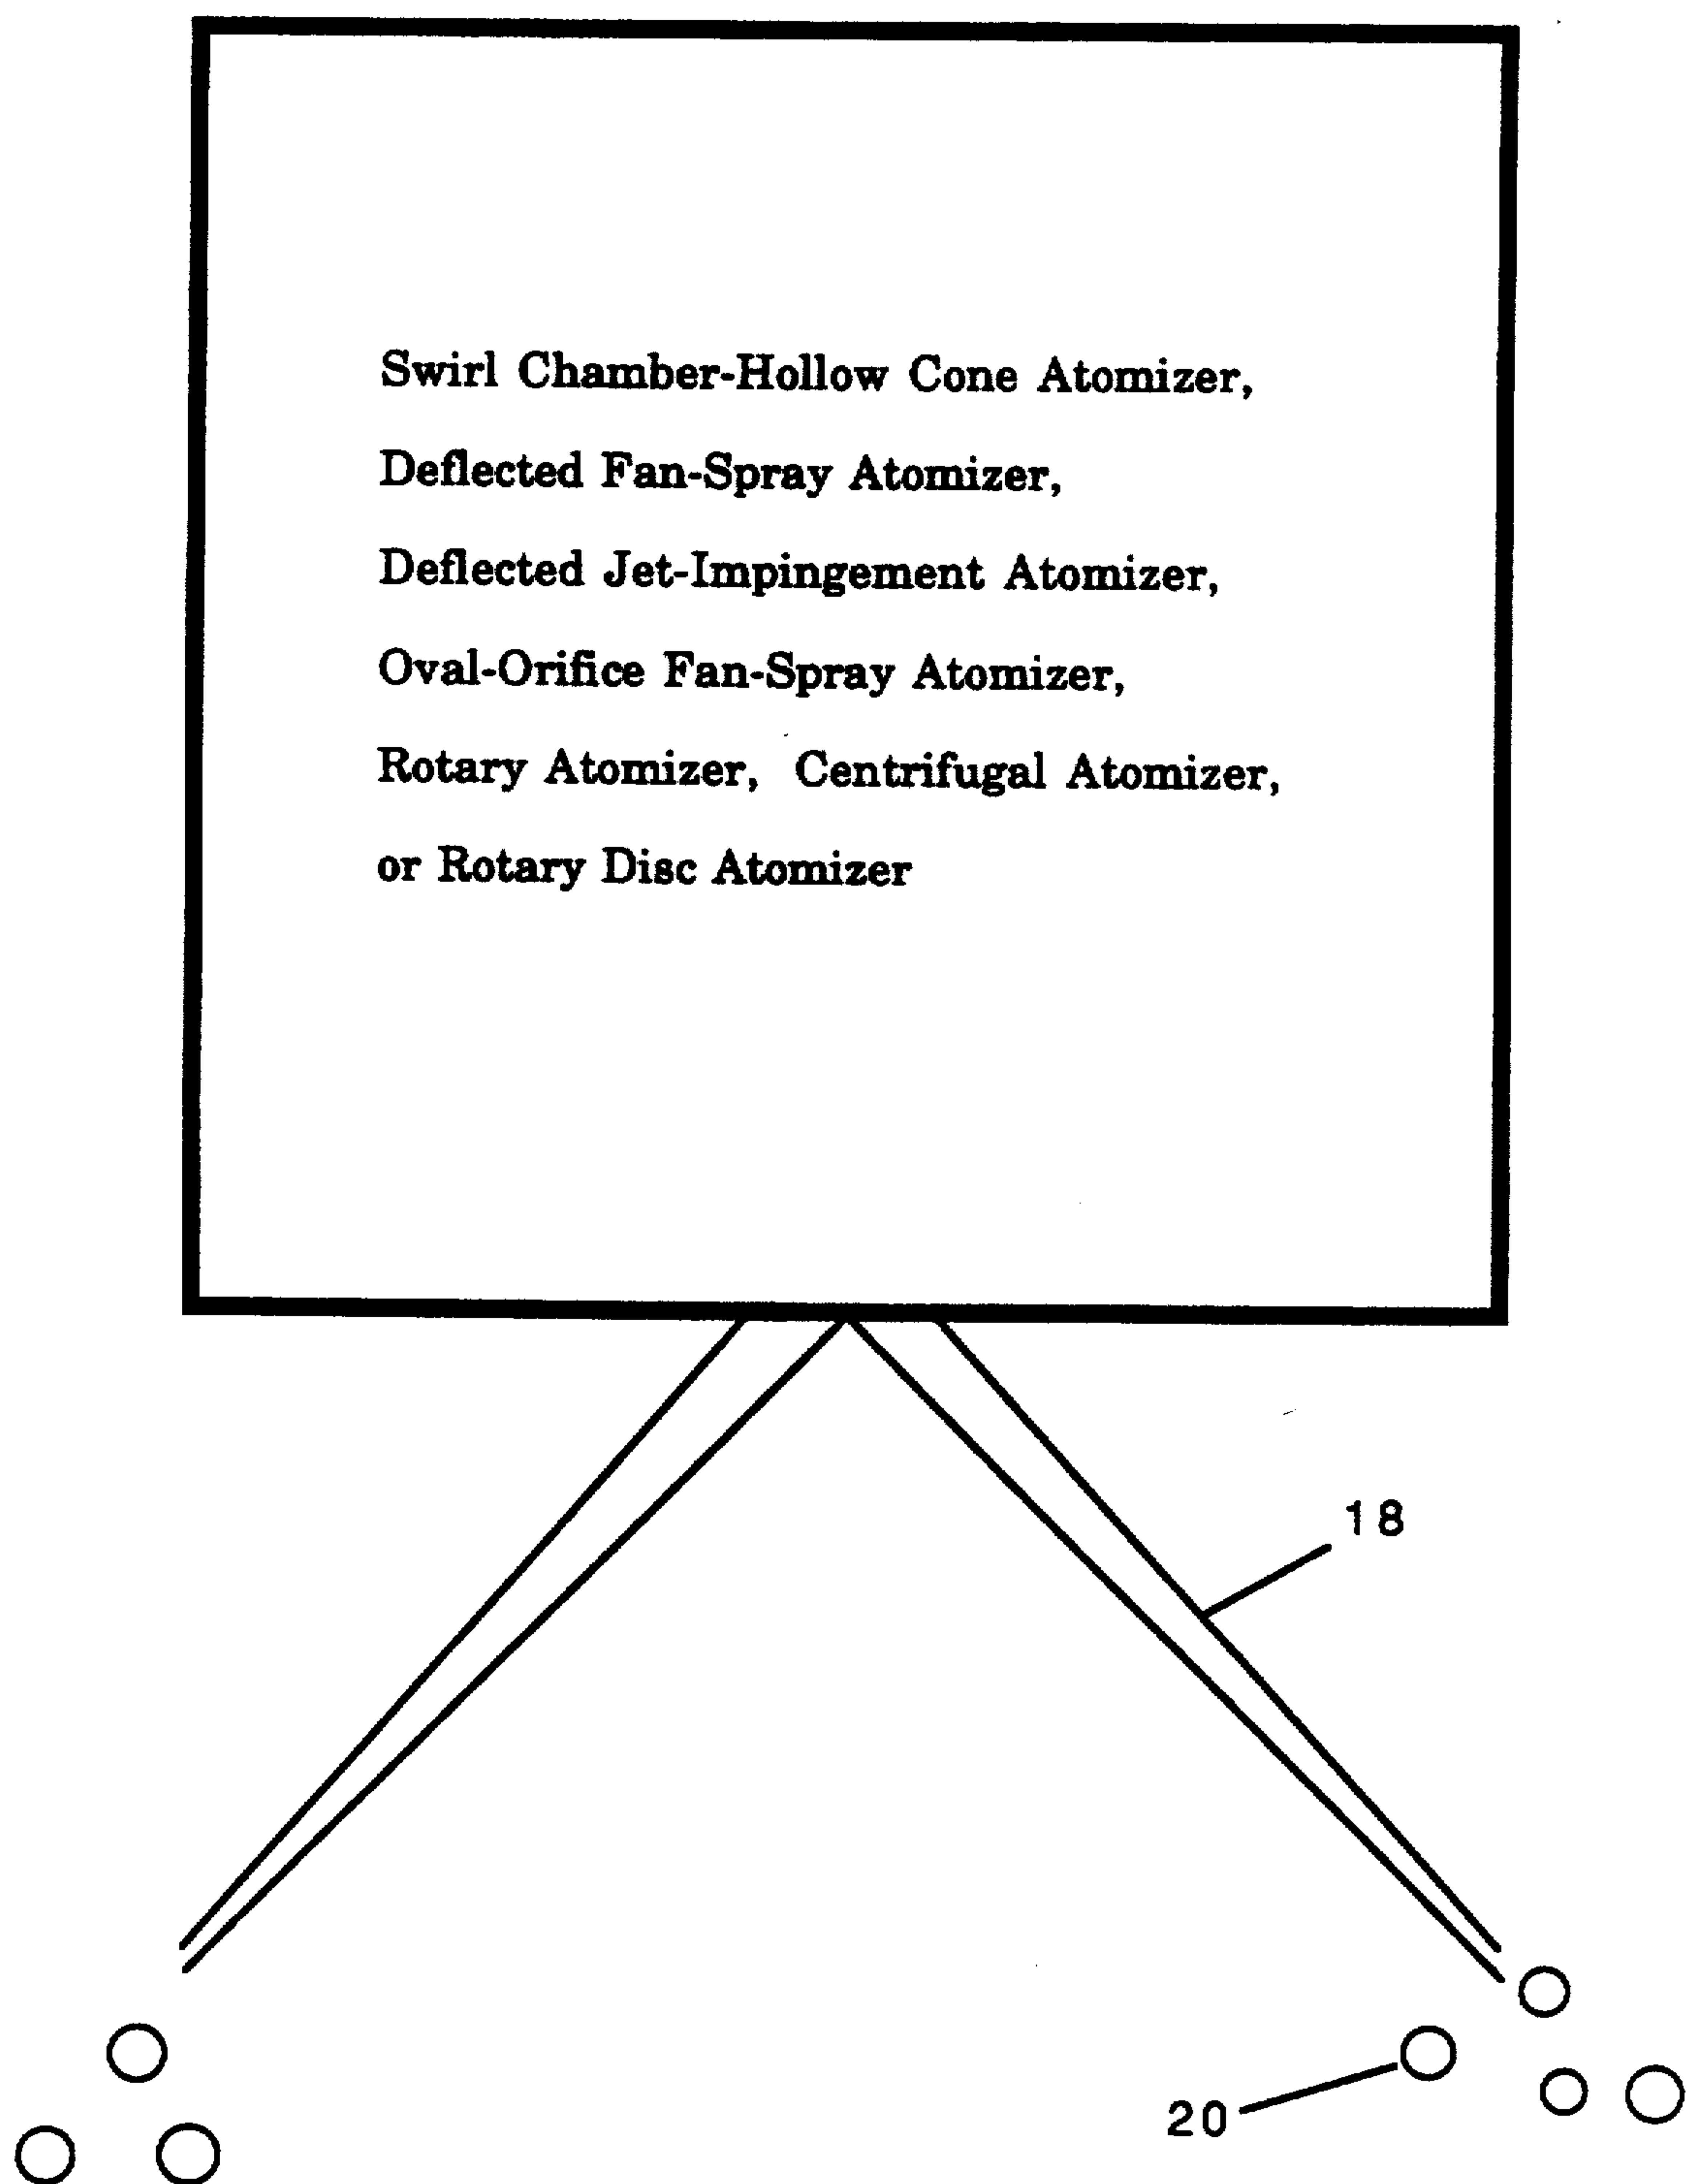 Swirl Chamber-Hollow Cone Atomizer,
Deflected Fan-Spray Atomizer,
Deflected Jet-Impingement Atomizer,
Oval-Orifice Fan-Spray Atomizer,
Rotary Atomizer, Centrifugal Atomizer,
or Rotary Disc Atomizer
18
20